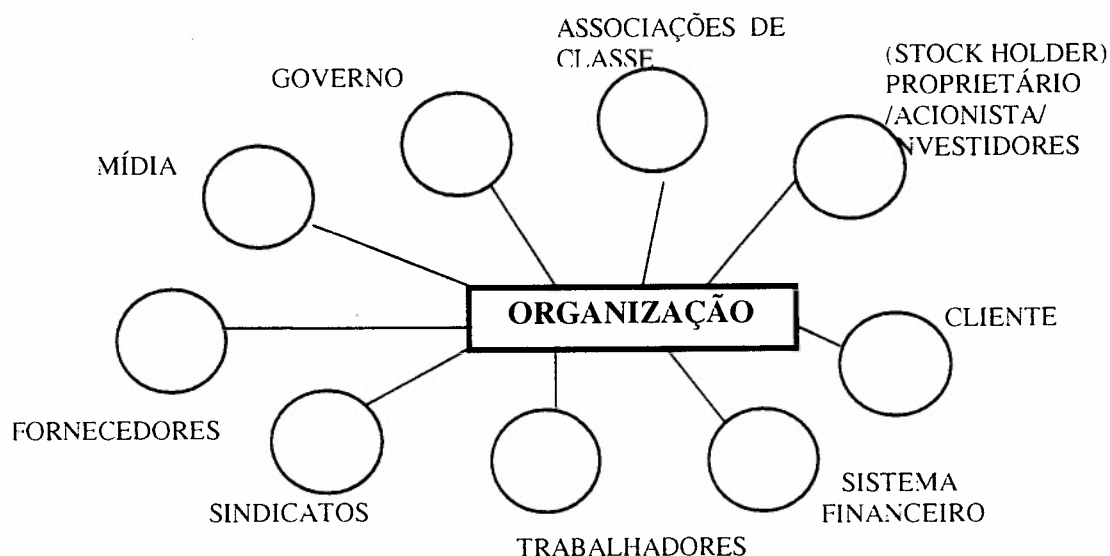 ASSOCIAÇÕES DE
CLASSE
(STOCK HOLDER)
PROPRIETÁRIO
/ACIONISTA/
INVESTIDORES
GOVERNO
MÍDIA
ORGANIZAÇÃO
CLIENTE
FORNECEDORES
SINDICATOS
TRABALHADORES
SISTEMA
FINANCEIRO